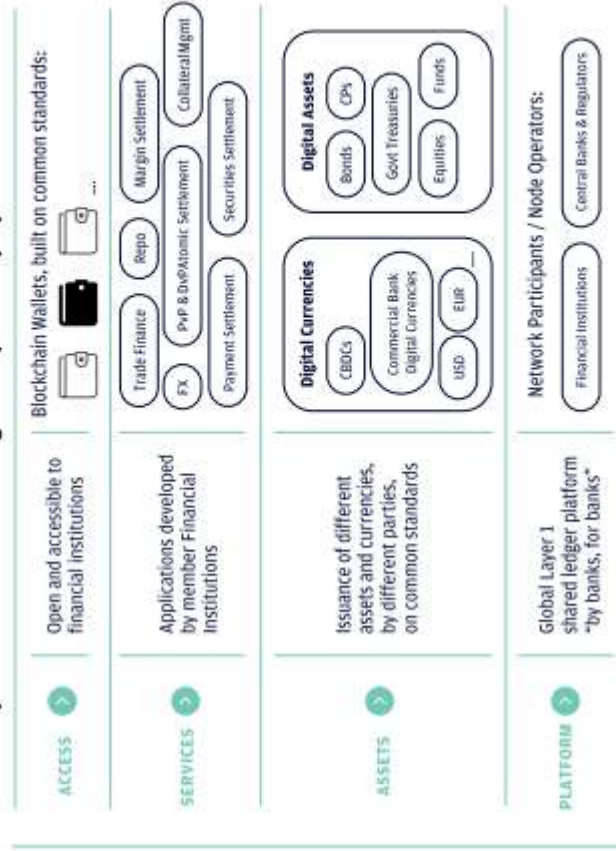 ACCESS
Open and accessible to
financial institutions
Blockchain Wallets, built on common standards:
...
SERVICES
Applications developed
by member Financial
Institutions
Trade Finance
Repo
Margin Settlement
FX
PvP & DvPAtomic Settlement
CollateralMgmt
Payment Settlement
Securities Settlement
ASSETS
Issuance of different
assets and currencies,
by different parties,
on common standards
Digital Currencies
CBDCs
Commercial Bank
Digital Currencies
USD
EUR
...
Digital Assets
Bonds
CPs
Govt Treasuries
Equities
Funds
PLATFORM
Global Layer 1
shared ledger platform
"by banks, for banks"
Network Participants / Node Operators:
Financial Institutions
Central Banks & Regulators